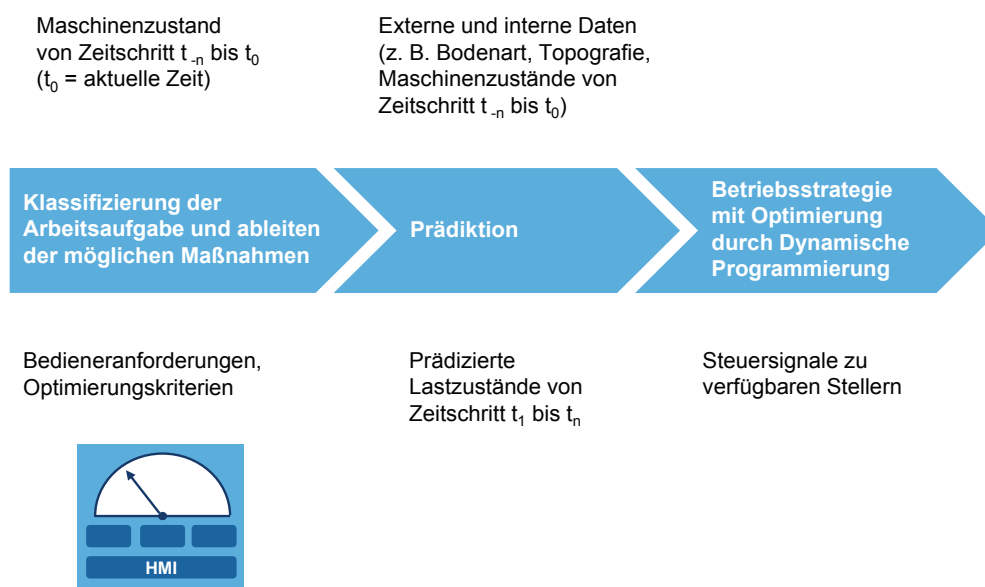 Maschinenzustand
von Zeitschritt t -n bis t0
(t0 = aktuelle Zeit)
Externe und interne Daten
(z. B. Bodenart, Topografie,
Maschinenzustände von
Zeitschritt t -n bis t0)
Klassifizierung der
Arbeitsaufgabe und ableiten
der möglichen Maßnahmen
Prädiktion
Betriebsstrategie
mit Optimierung
durch Dynamische
Programmierung
Bedieneranforderungen,
Optimierungskriterien
Prädizierte
Lastzustände von
Zeitschritt t1 bis tn
Steuersignale zu
verfügbaren Stellern
HMI